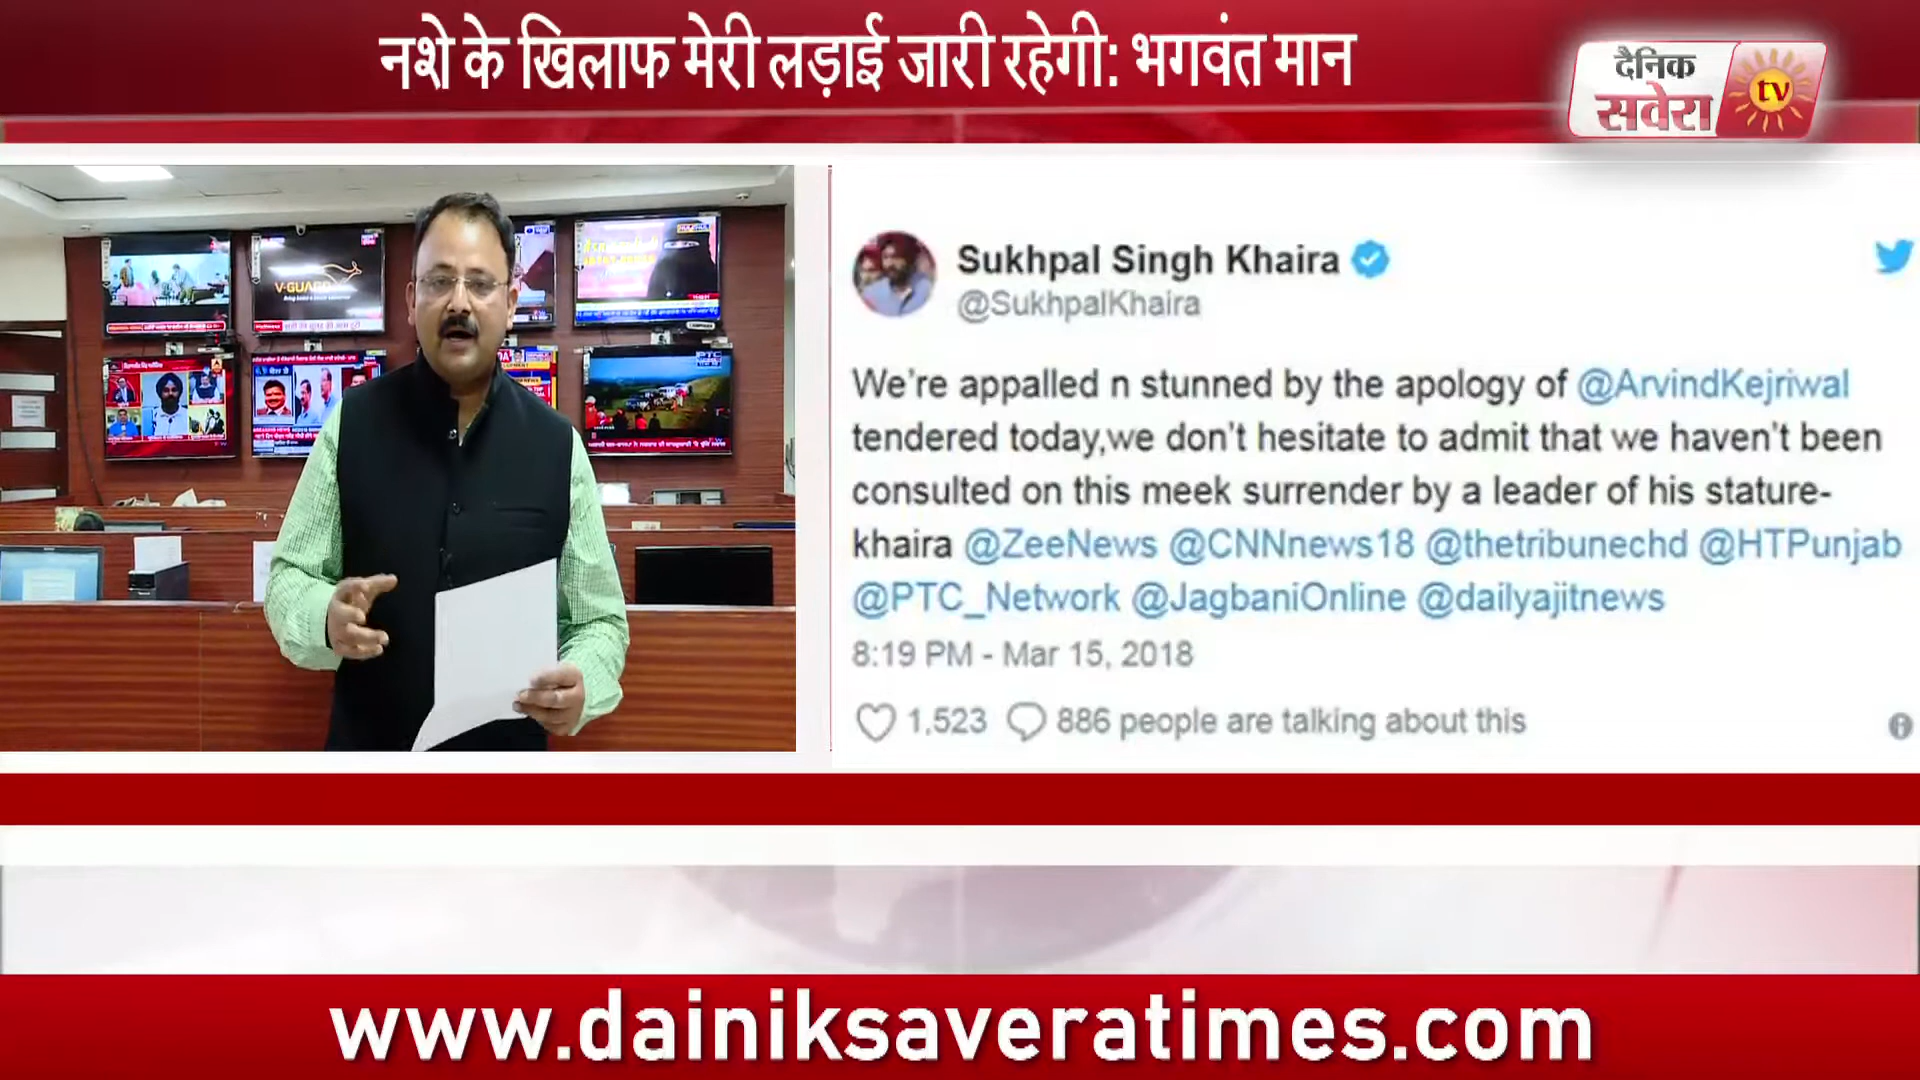 नशे के खिलाफ मेरी लड़ाई जारी रहेगी: भगवंत मान
दैनिक
सवेरा
tv
V-GUARD
PTC
Sukhpal Singh Khaira
@SukhpalKhaira
We're appalled n stunned by the apology of @ArvindKejriwal
tendered today,we don't hesitate to admit that we haven't been
consulted on this meek surrender by a leader of his stature-
khaira @ZeeNews @CNNnews18 @thetribunechd @HTPunjab
@PTC_Network @JagbaniOnline @dailyajitnews
8:19 PM - Mar 15, 2018
1,523 886 people are talking about this
www.dainiksaveratimes.com